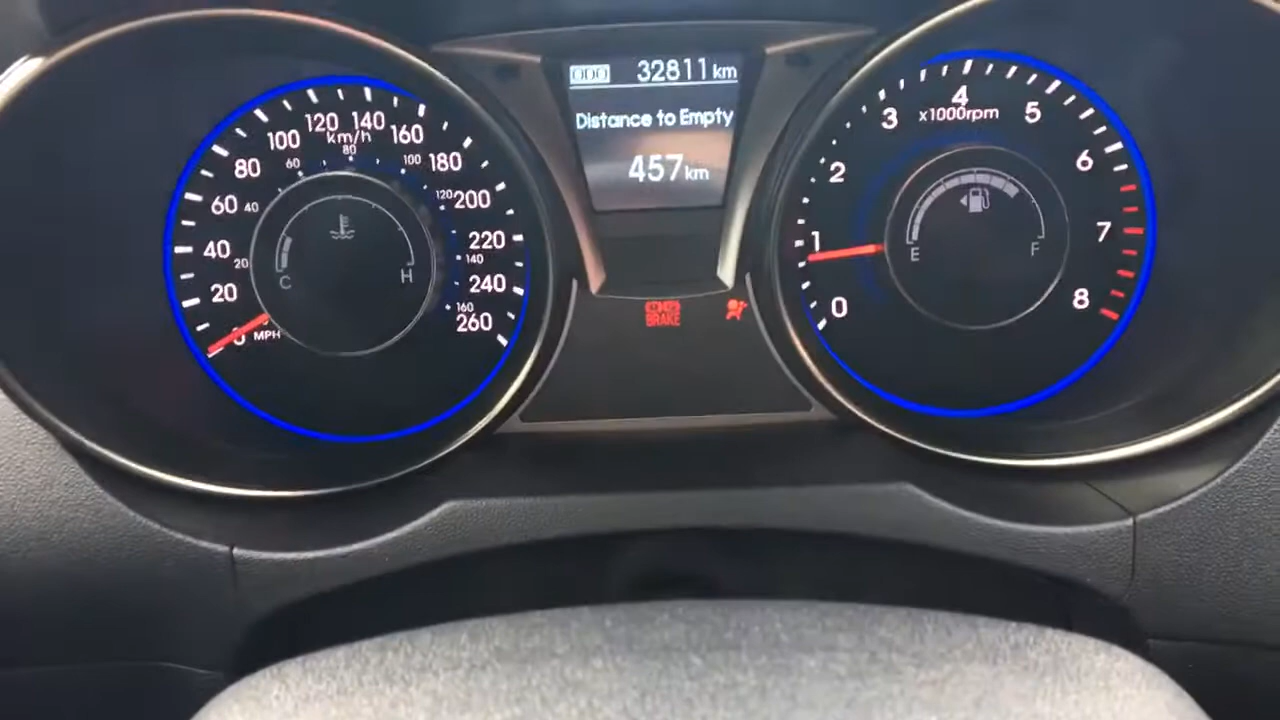 ODO 32811 km
Distance to Empty
457 km
BRAKE
0 20 40 60 80 100 120 140 160 180 200 220 240 260
km/h
20 40 60 80 100 120 140 160
MPH
C H
0 1 2 3 4 5 6 7 8
x1000rpm
E F